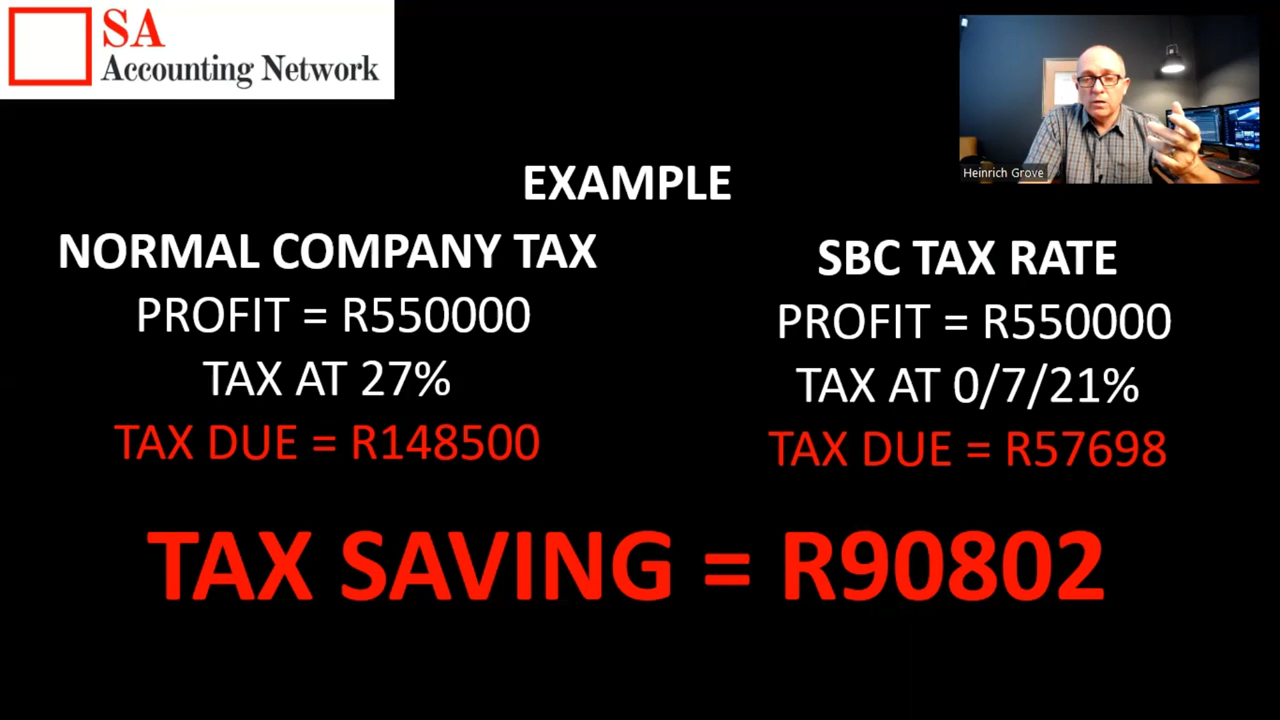 SA
Accounting Network
Heinrich Grove
EXAMPLE
NORMAL COMPANY TAX
PROFIT = R550000
TAX AT 27%
TAX DUE = R148500
SBC TAX RATE
PROFIT = R550000
TAX AT 0/7/21%
TAX DUE = R57698
TAX SAVING = R90802